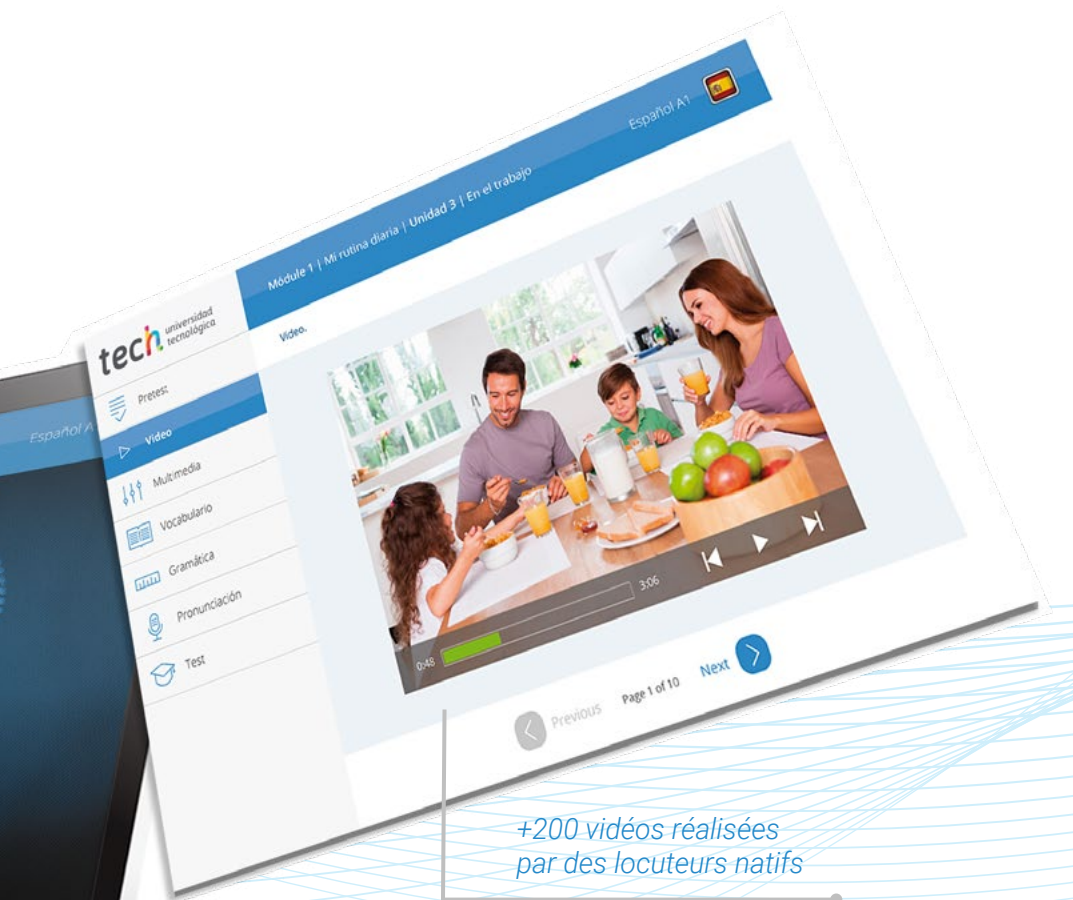 Español A1
Módule 1 | Mi rutina diaria | Unidad 3 | En el trabajo
tech universidad
tecnológica
Video.
Pretest
Video
Multimedia
Vocabulario
Gramática
Pronunciación
Test
Español A
0:48
3:06
Previous
Page 1 of 10
Next
+200 vidéos réalisées
par des locuteurs natifs